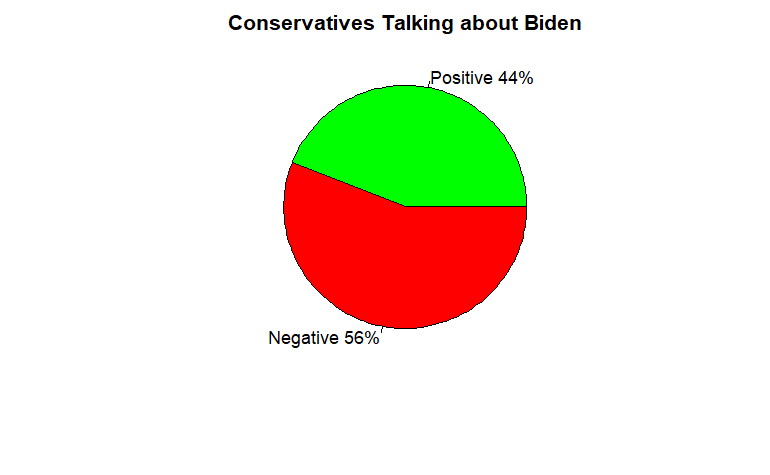 Conservatives Talking about Biden
Positive 44%
Negative 56%